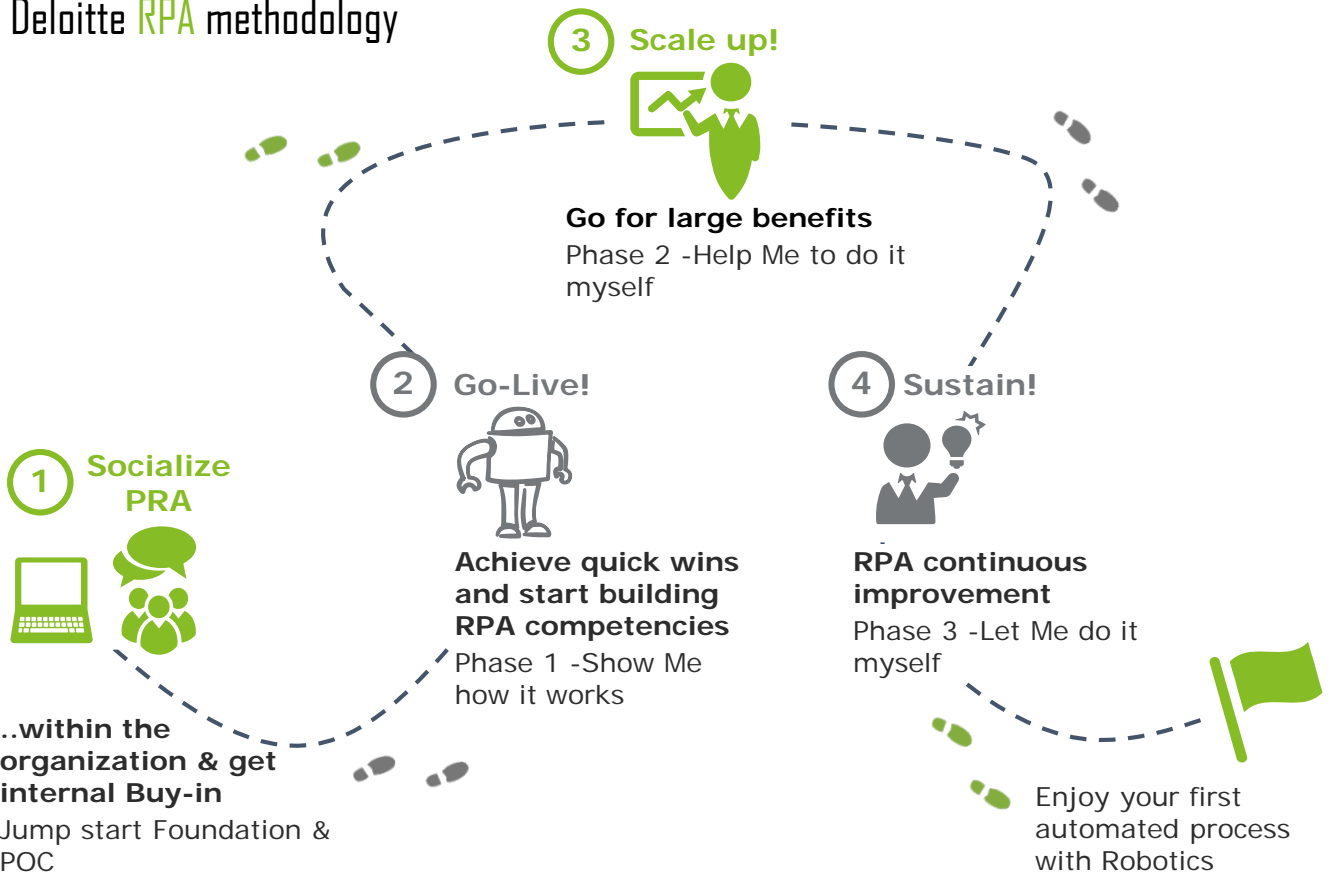 Deloitte RPA methodology
3 Scale up!
Go for large benefits
Phase 2 -Help Me to do it
myself
2 Go-Live!
Achieve quick wins
and start building
RPA competencies
Phase 1 -Show Me
how it works
4 Sustain!
RPA continuous
improvement
Phase 3 -Let Me do it
myself
1 Socialize
PRA
..within the
organization & get
internal Buy-in
Jump start Foundation &
POC
Enjoy your first
automated process
with Robotics